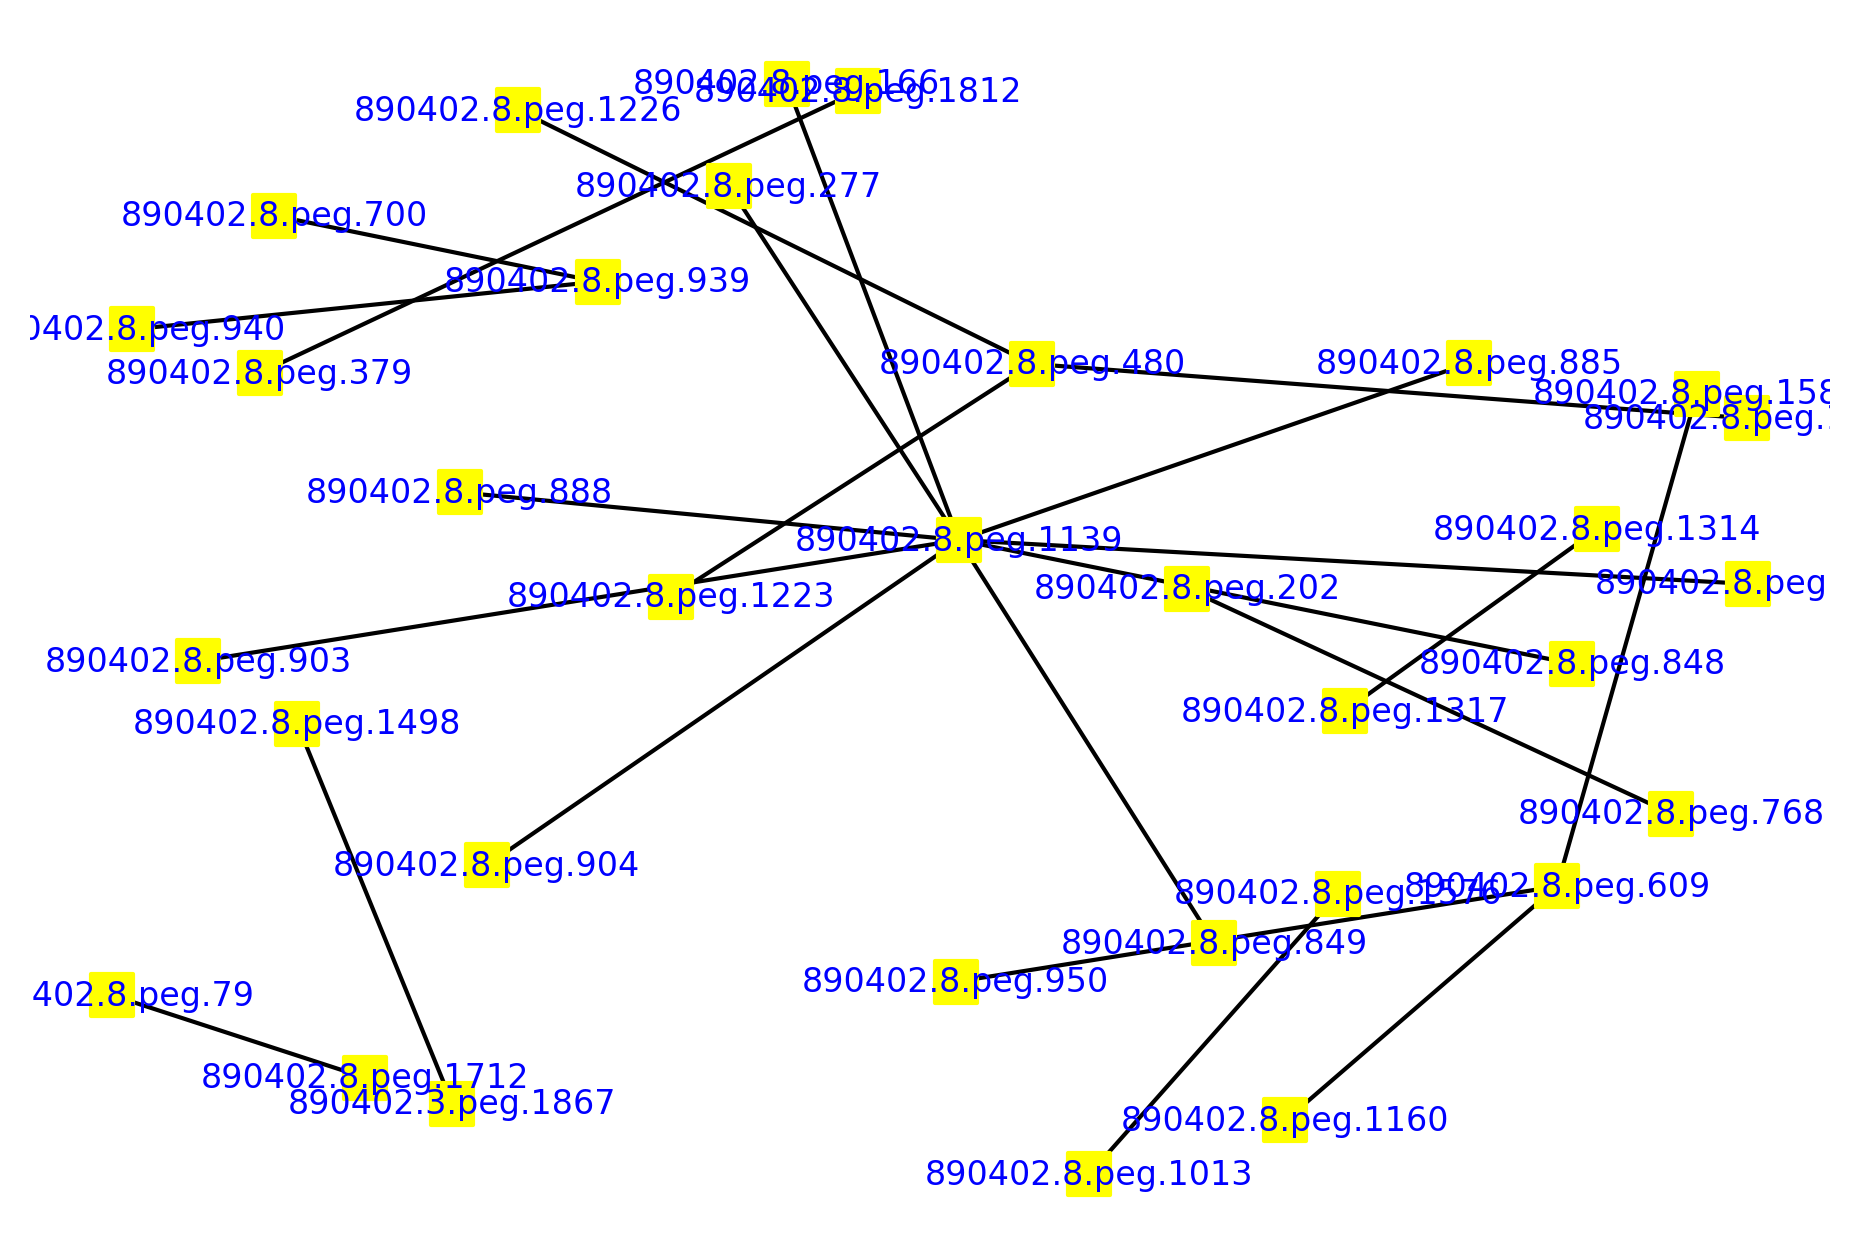 890402.8.peg.166
890402.8.peg.1812
890402.8.peg.1226
890402.8.peg.277
890402.8.peg.700
890402.8.peg.939
0402.8.peg.940
890402.8.peg.379
890402.8.peg.480
890402.8.peg.885
890402.8.peg.158
890402.8.peg.
890402.8.peg.888
890402.8.peg.1139
890402.8.peg.1314
890402.8.peg
890402.8.peg.202
890402.8.peg.1223
890402.8.peg.903
890402.8.peg.848
890402.8.peg.1317
890402.8.peg.1498
890402.8.peg.768
890402.8.peg.904
890402.8.peg.1576
890402.8.peg.609
890402.8.peg.849
890402.8.peg.950
402.8.peg.79
890402.8.peg.1712
890402.3.peg.1867
890402.8.peg.1160
890402.8.peg.1013